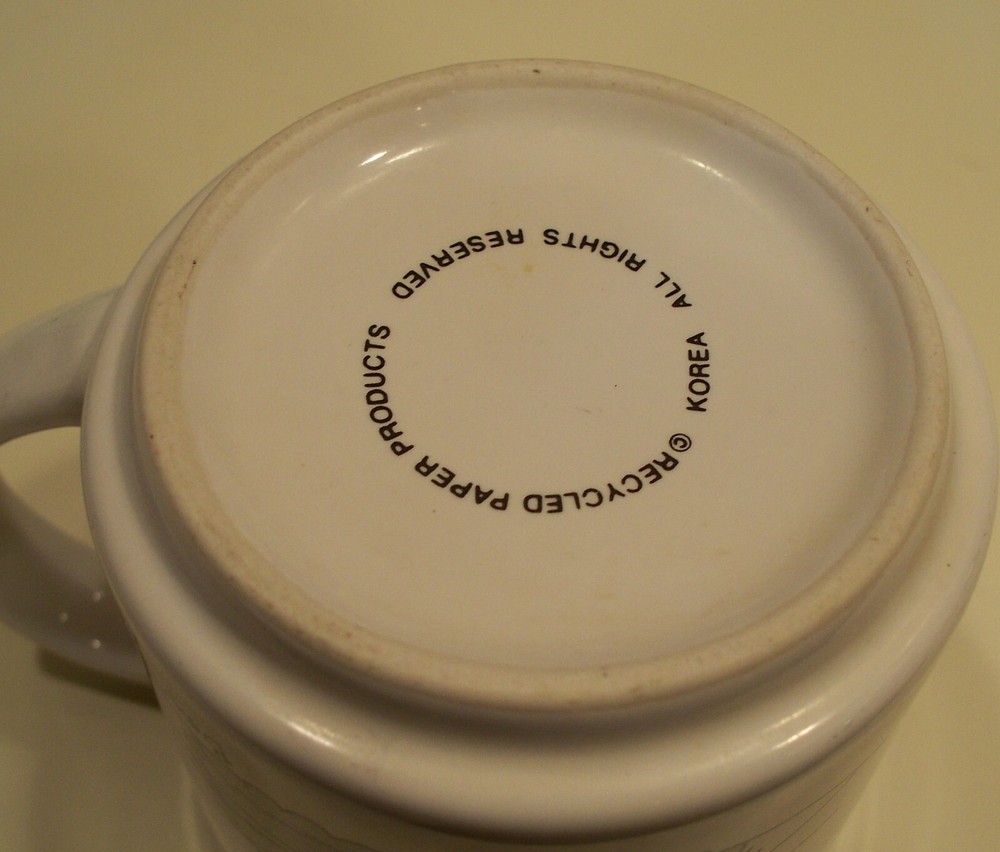 © RECYCLED PAPER PRODUCTS
ALL RIGHTS RESERVED
KOREA